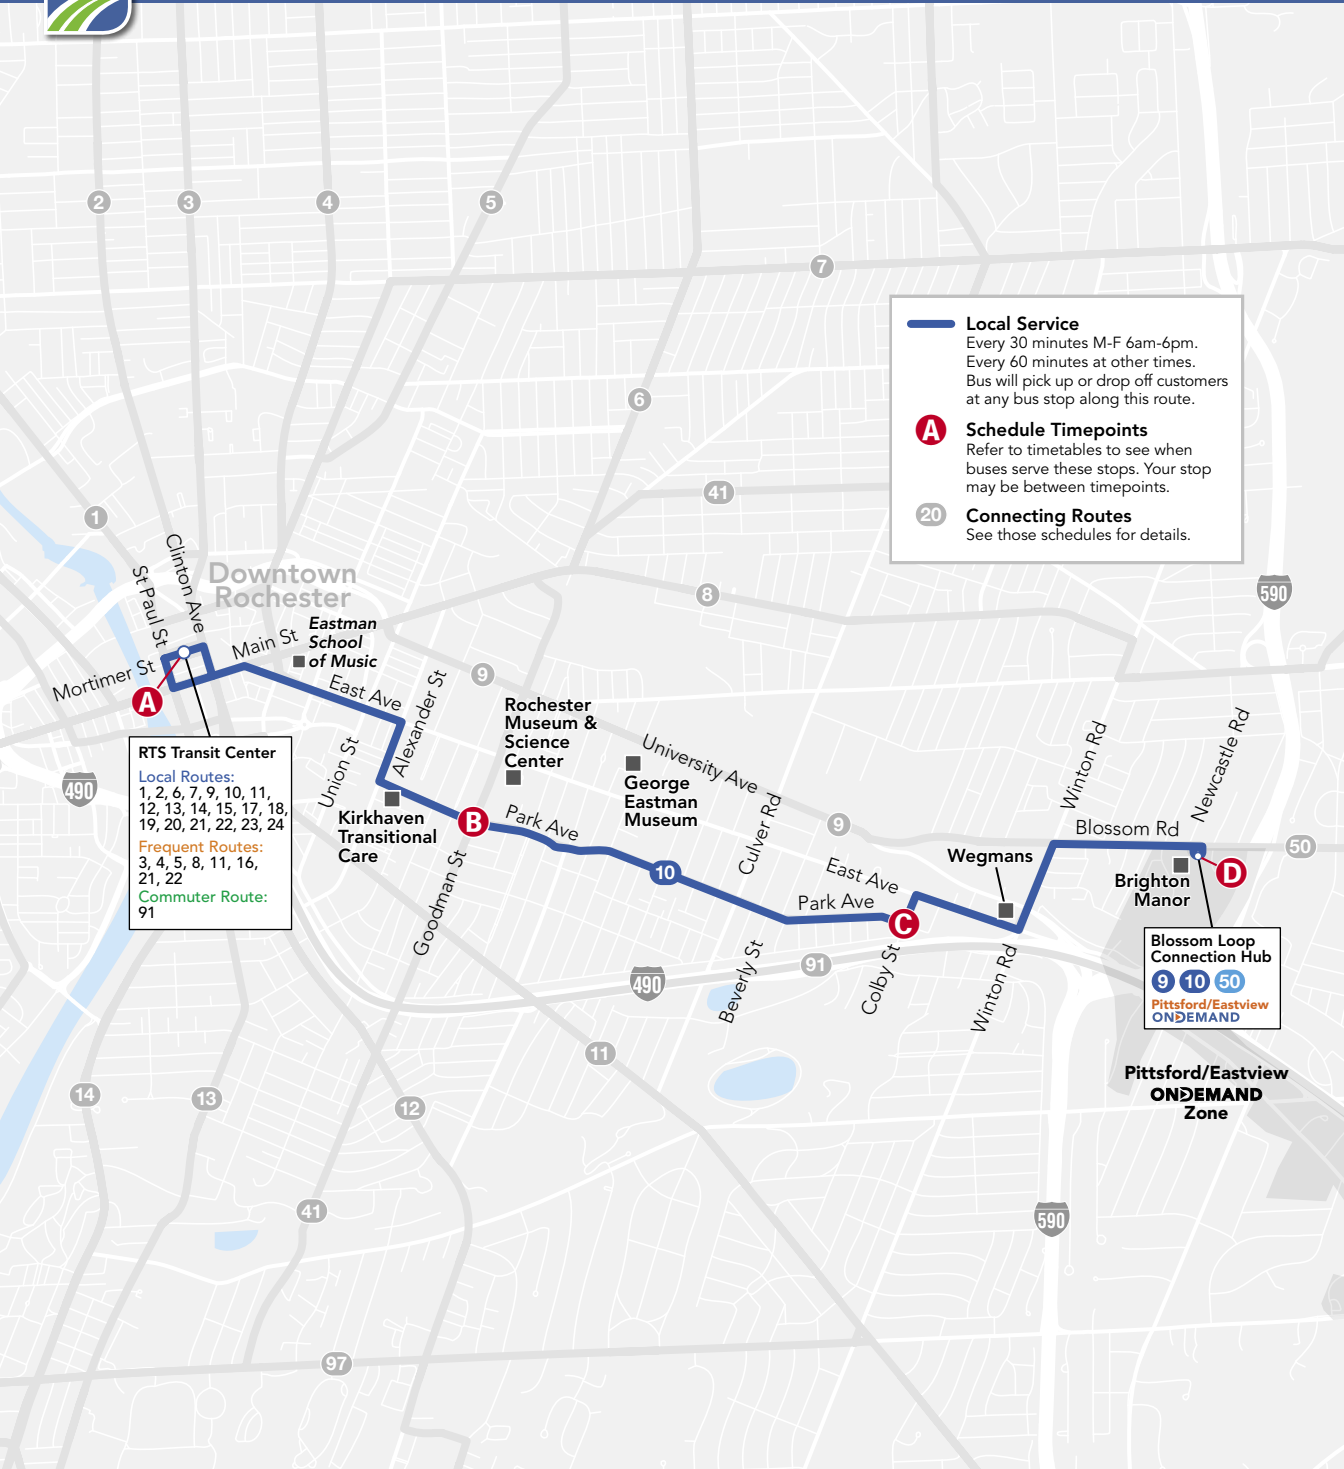 2
3
4
5
7
Local Service
Every 30 minutes M-F 6am-6pm.
Every 60 minutes at other times.
Bus will pick up or drop off customers
at any bus stop along this route.
A
Schedule Timepoints
Refer to timetables to see when
buses serve these stops. Your stop
may be between timepoints.
20
Connecting Routes
See those schedules for details.
6
41
1
8
590
Clinton Ave
St Paul St
Downtown
Rochester
Eastman
School
of Music
Main St
Mortimer St
A
East Ave
Alexander St
9
Rochester
Museum &
Science
Center
University Ave
George
Eastman
Museum
Union St
490
RTS Transit Center
Local Routes:
1, 2, 6, 7, 9, 10, 11,
12, 13, 14, 15, 17, 18,
19, 20, 21, 22, 23, 24
Frequent Routes:
3, 4, 5, 8, 11, 16,
21, 22
Commuter Route:
91
Kirkhaven
Transitional
Care
B
Park Ave
Goodman St
10
Culver Rd
9
East Ave
Park Ave
C
Wegmans
Winton Rd
Newcastle Rd
Blossom Rd
50
Brighton
Manor
D
Blossom Loop
Connection Hub
9 10 50
Pittsford/Eastview
ONDEMAND
Beverly St
91
Colby St
Winton Rd
490
11
Pittsford/Eastview
ONDEMAND
Zone
14
13
12
41
590
97